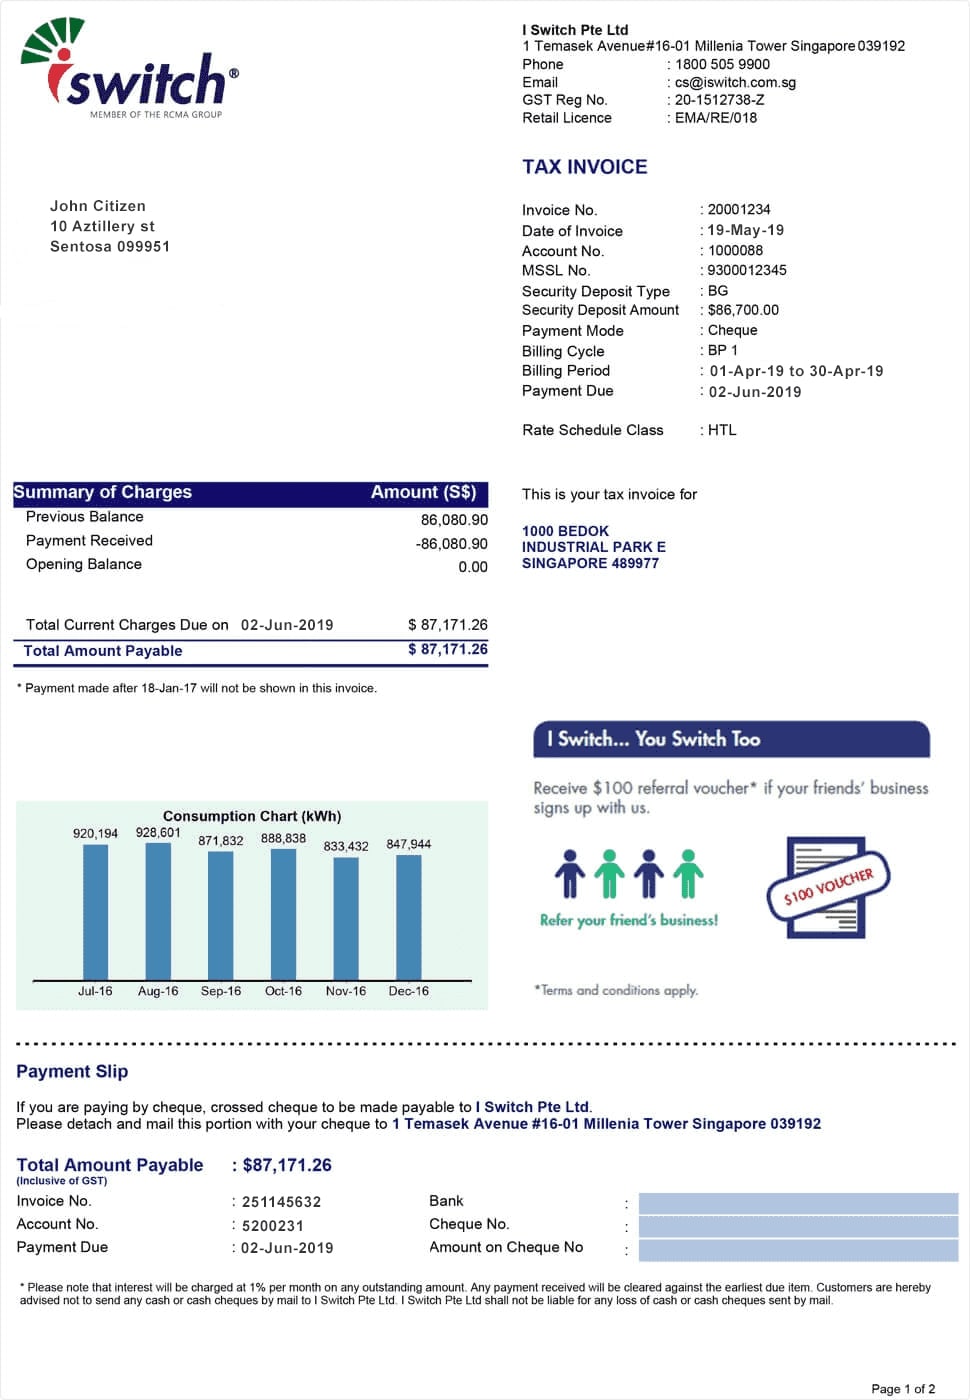 iswitch®
MEMBER OF THE RCMA GROUP
I Switch Pte Ltd
1 Temasek Avenue#16-01 Millenia Tower Singapore 039192
Phone : 1800 505 9900
Email : cs@iswitch.com.sg
GST Reg No. : 20-1512738-Z
Retail Licence : EMA/RE/018
TAX INVOICE
John Citizen
10 Aztillery st
Sentosa 099951
Invoice No. : 20001234
Date of Invoice : 19-May-19
Account No. : 1000088
MSSL No. : 9300012345
Security Deposit Type : BG
Security Deposit Amount : $86,700.00
Payment Mode : Cheque
Billing Cycle : BP 1
Billing Period : 01-Apr-19 to 30-Apr-19
Payment Due : 02-Jun-2019
Rate Schedule Class : HTL
Summary of Charges Amount (S$)
Previous Balance 86,080.90
Payment Received -86,080.90
Opening Balance 0.00
Total Current Charges Due on 02-Jun-2019 $ 87,171.26
Total Amount Payable $ 87,171.26
* Payment made after 18-Jan-17 will not be shown in this invoice.
This is your tax invoice for
1000 BEDOK
INDUSTRIAL PARK E
SINGAPORE 489977
I Switch... You Switch Too
Receive $100 referral voucher* if your friends' business
signs up with us.
$100 VOUCHER
Refer your friend's business!
*Terms and conditions apply.
Consumption Chart (kWh)
920,194 928,601 871,832 888,838 833,432 847,944
Jul-16 Aug-16 Sep-16 Oct-16 Nov-16 Dec-16
Payment Slip
If you are paying by cheque, crossed cheque to be made payable to I Switch Pte Ltd.
Please detach and mail this portion with your cheque to 1 Temasek Avenue #16-01 Millenia Tower Singapore 039192
Total Amount Payable : $87,171.26
(Inclusive of GST)
Invoice No. : 251145632 Bank :
Account No. : 5200231 Cheque No. :
Payment Due : 02-Jun-2019 Amount on Cheque No :
* Please note that interest will be charged at 1% per month on any outstanding amount. Any payment received will be cleared against the earliest due item. Customers are hereby
advised not to send any cash or cash cheques by mail to I Switch Pte Ltd. I Switch Pte Ltd shall not be liable for any loss of cash or cash cheques sent by mail.
Page 1 of 2